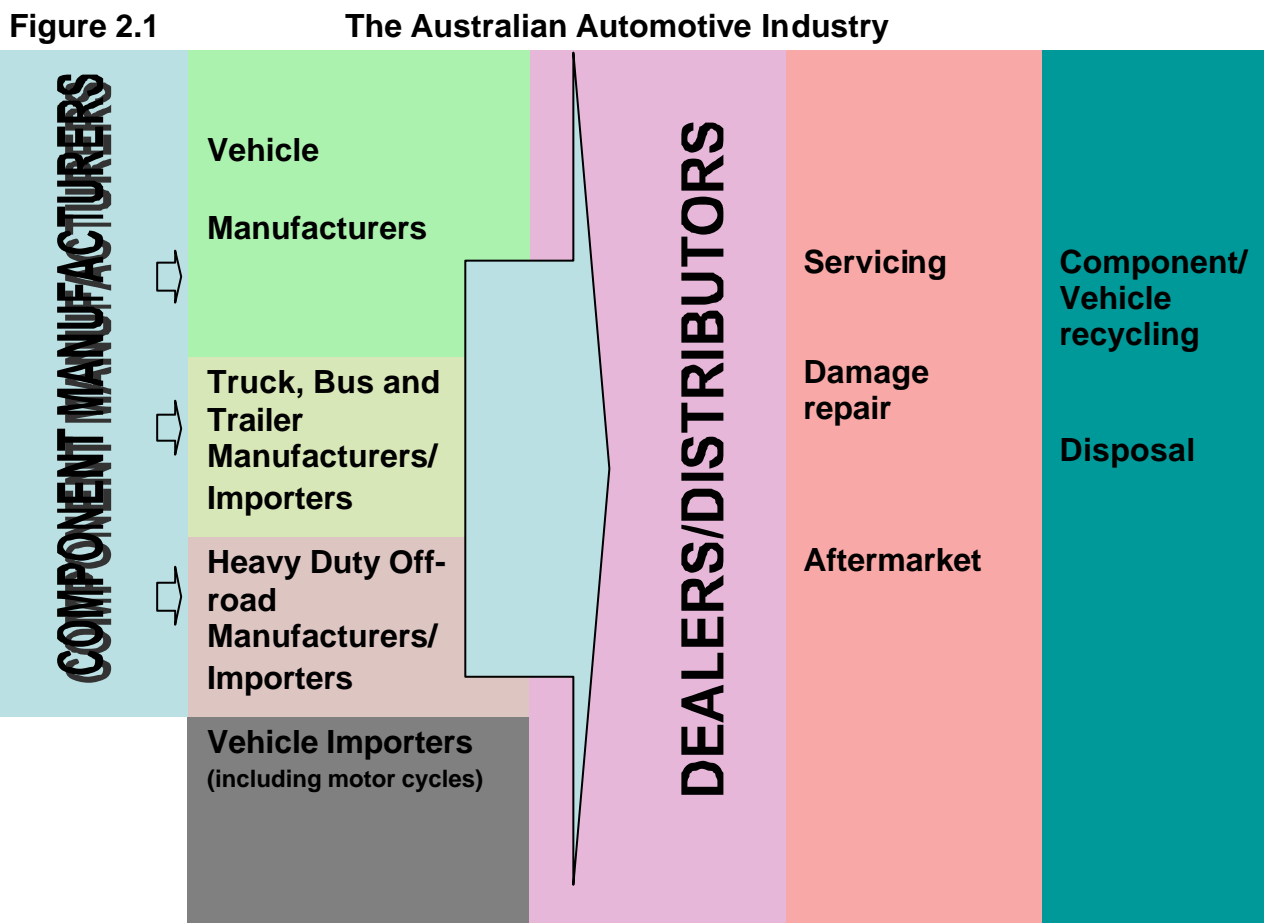 Figure 2.1 The Australian Automotive Industry
COMPONENT MANUFACTURERS
Vehicle
Manufacturers
Truck, Bus and
Trailer
Manufacturers/
Importers
Heavy Duty Off-
road
Manufacturers/
Importers
Vehicle Importers
(including motor cycles)
DEALERS/DISTRIBUTORS
Servicing
Damage
repair
Aftermarket
Component/
Vehicle
recycling
Disposal